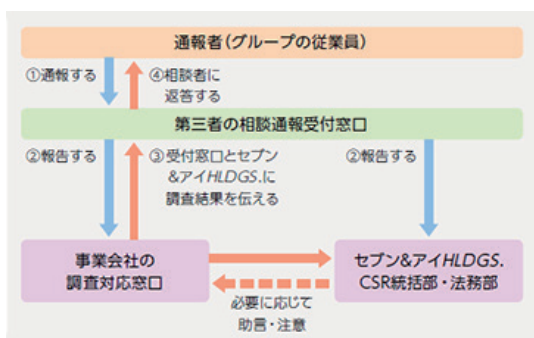 通報者(グループの従業員)
①通報する
④相談者に
返答する
第三者の相談通報受付窓口
②報告する
③受付窓口とセブン
&アイHLDGS.に
調査結果を伝える
②報告する
事業会社の
調査対応窓口
セブン&アイHLDGS.
CSR統括部・法務部
必要に応じて
助言・注意